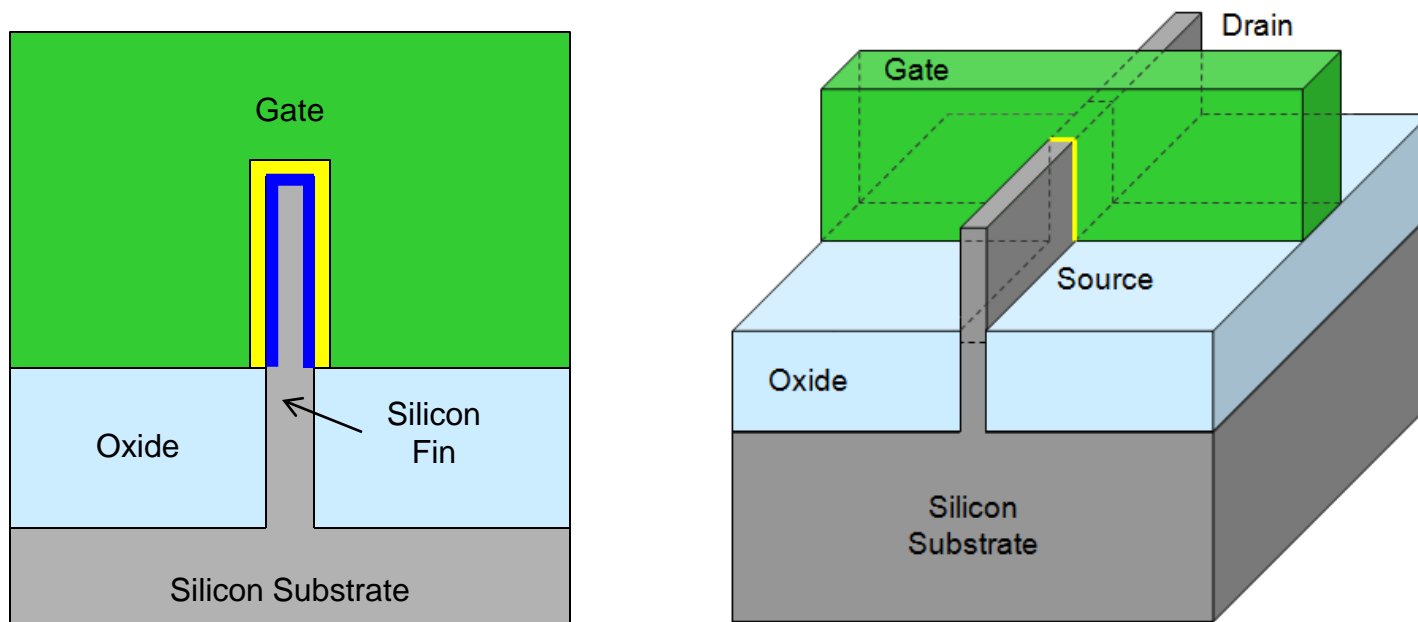 Gate
Silicon
Fin
Oxide
Silicon Substrate
Drain
Gate
Source
Oxide
Silicon
Substrate